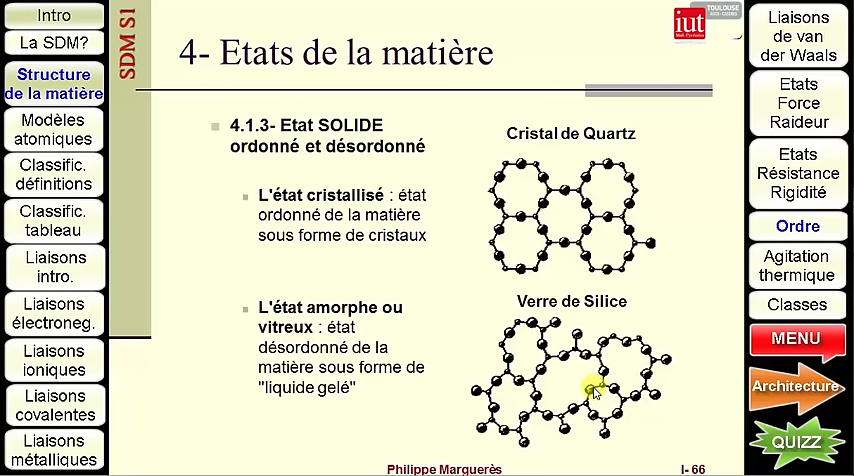 Intro
La SDM?
Structure
de la matière
Modèles
atomiques
Classific.
définitions
Classific.
tableau
Liaisons
intro.
Liaisons
électroneg.
Liaisons
ioniques
Liaisons
covalentes
Liaisons
métalliques
SDM S1
4- Etats de la matière
iut
TOULOUSE
4.1.3- Etat SOLIDE
ordonné et désordonné
L'état cristallisé : état
ordonné de la matière
sous forme de cristaux
L'état amorphe ou
vitreux : état
désordonné de la
matière sous forme de
"liquide gelé"
Cristal de Quartz
Verre de Silice
Philippe Marguerès
I- 66
Liaisons
de van
der Waals
Etats
Force
Raideur
Etats
Résistance
Rigidité
Ordre
Agitation
thermique
Classes
MENU
Architecture
QUIZZ